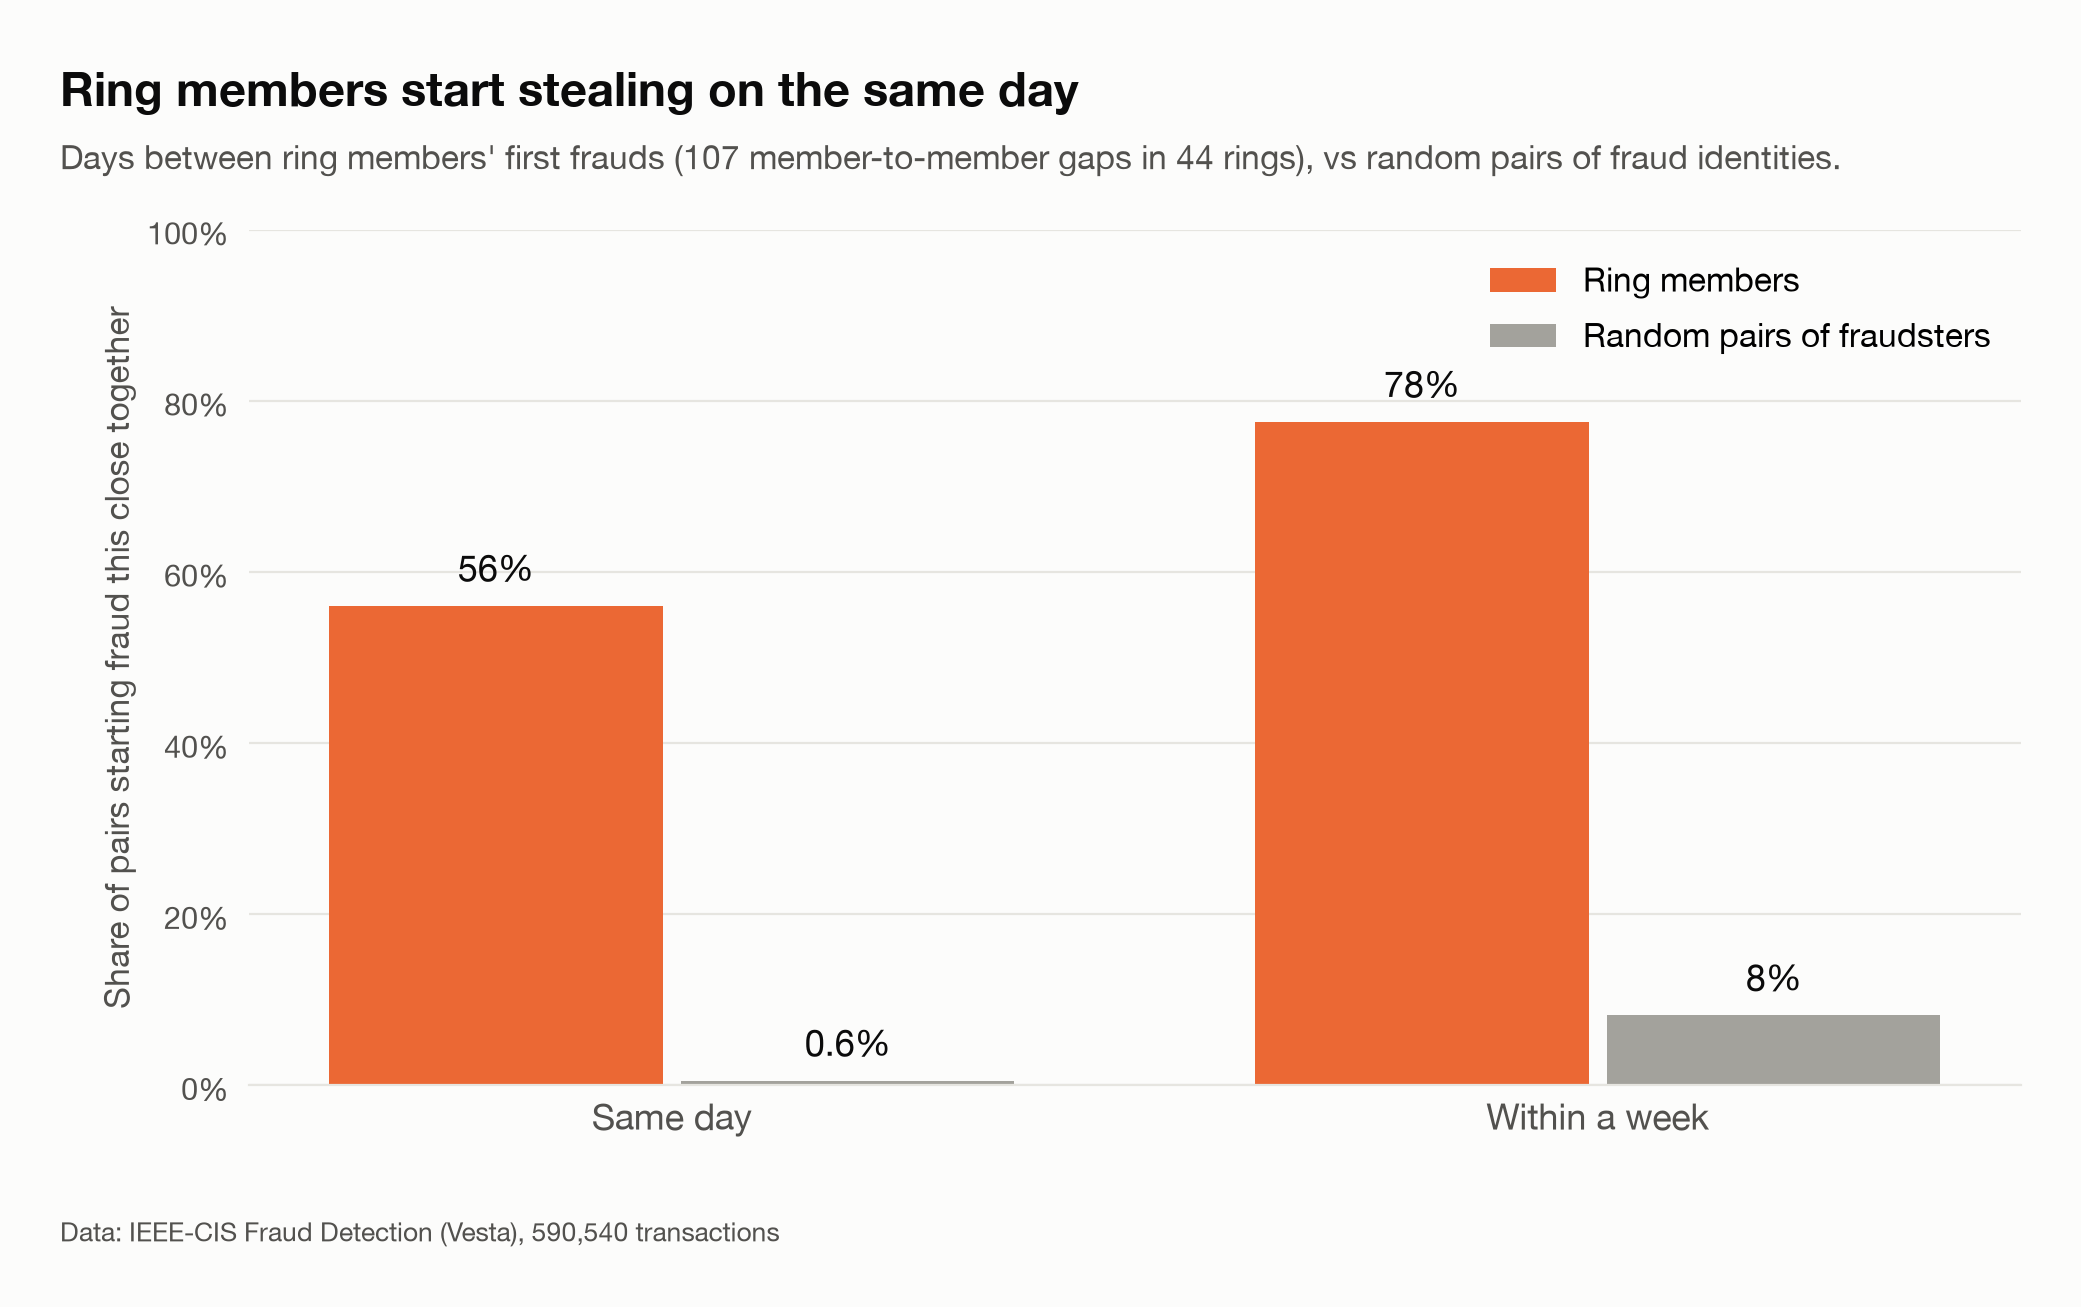 Ring members start stealing on the same day
Days between ring members' first frauds (107 member-to-member gaps in 44 rings), vs random pairs of fraud identities.
Share of pairs starting fraud this close together
100%
80%
60%
40%
20%
0%
Ring members
Random pairs of fraudsters
56%
0.6%
78%
8%
Same day
Within a week
Data: IEEE-CIS Fraud Detection (Vesta), 590,540 transactions